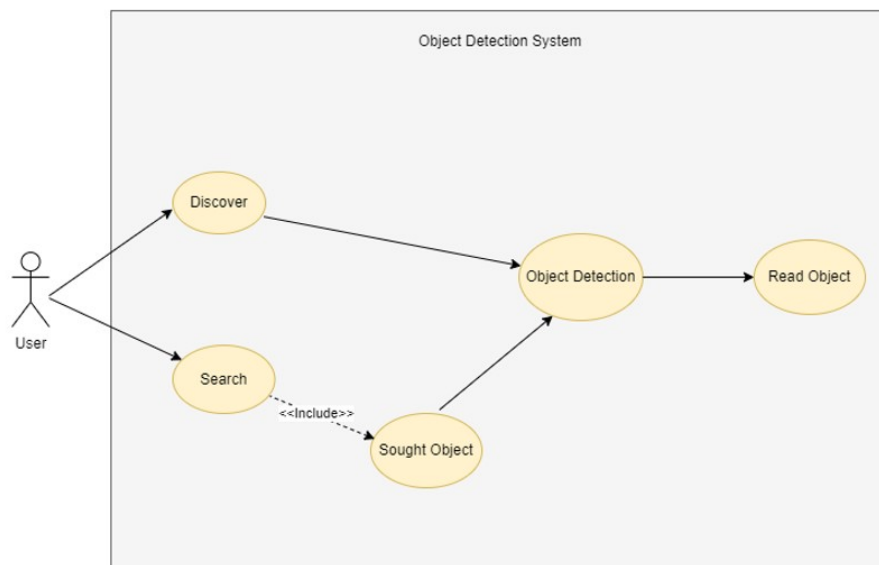 Object Detection System
Discover
Object Detection
Read Object
User
Search
<<Include>>
Sought Object